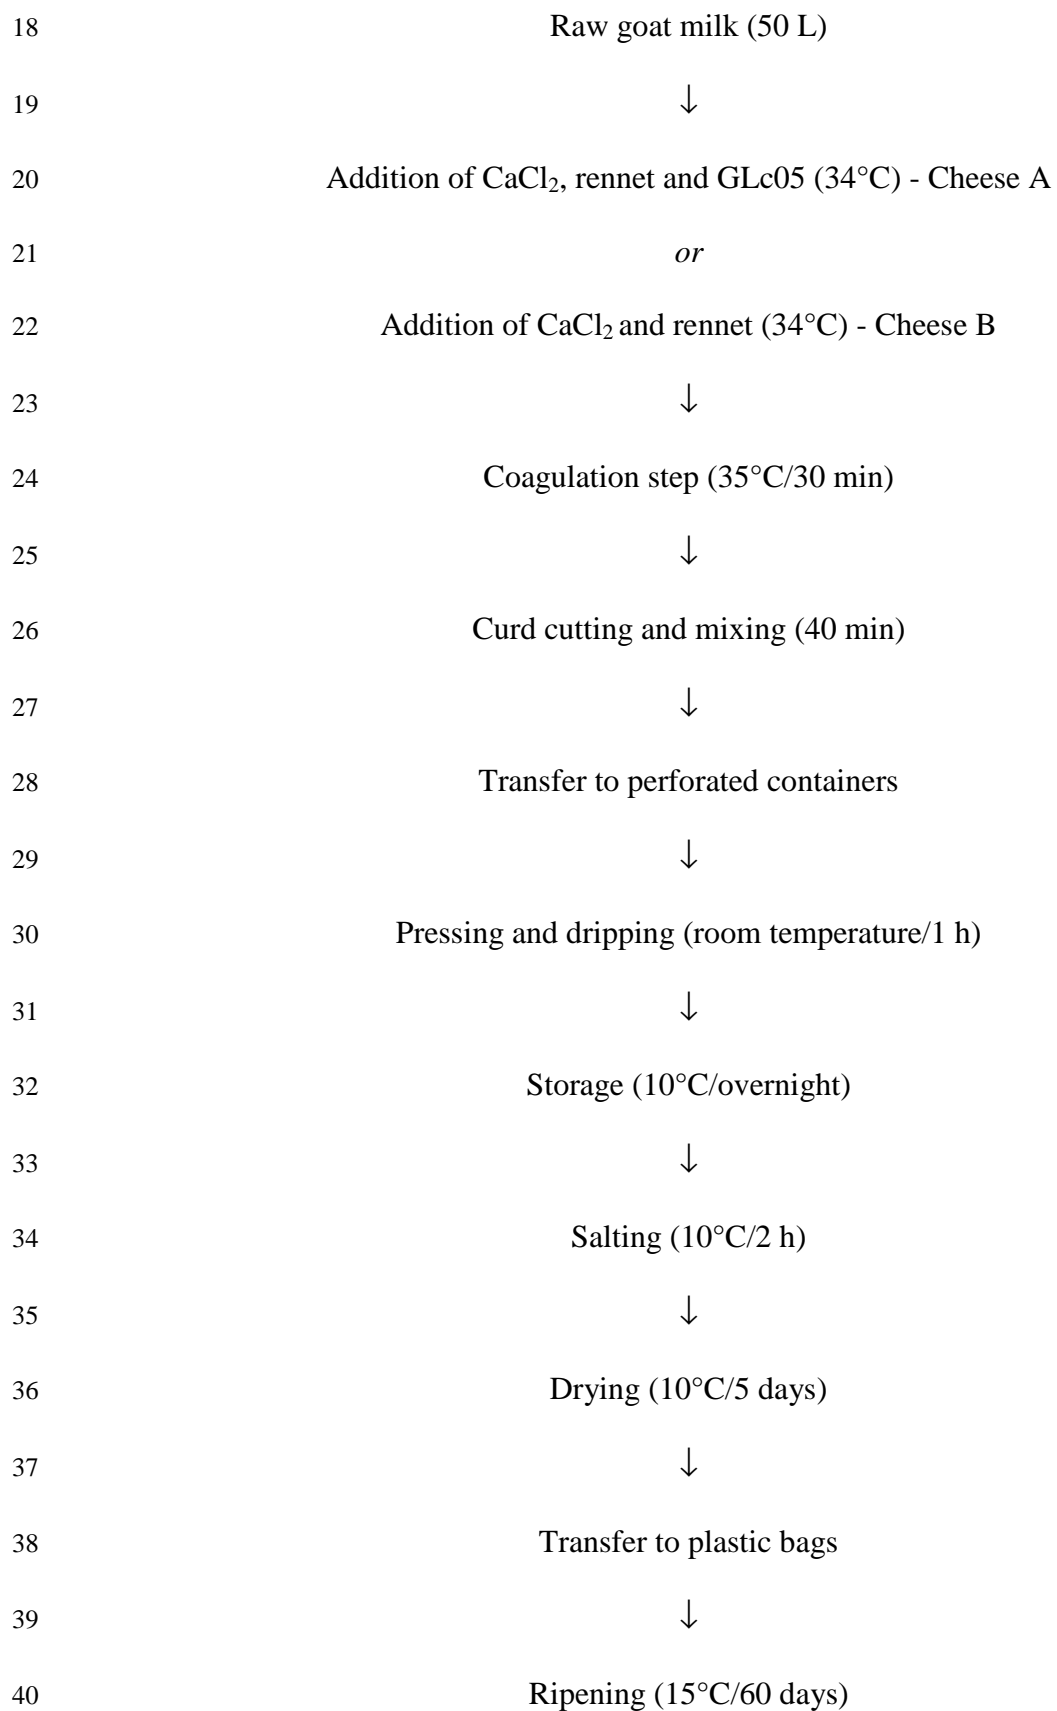 18 Raw goat milk (50 L)
19 ↓
20 Addition of CaCl₂, rennet and GLc05 (34°C) - Cheese A
21 or
22 Addition of CaCl₂ and rennet (34°C) - Cheese B
23 ↓
24 Coagulation step (35°C/30 min)
25 ↓
26 Curd cutting and mixing (40 min)
27 ↓
28 Transfer to perforated containers
29 ↓
30 Pressing and dripping (room temperature/1 h)
31 ↓
32 Storage (10°C/overnight)
33 ↓
34 Salting (10°C/2 h)
35 ↓
36 Drying (10°C/5 days)
37 ↓
38 Transfer to plastic bags
39 ↓
40 Ripening (15°C/60 days)